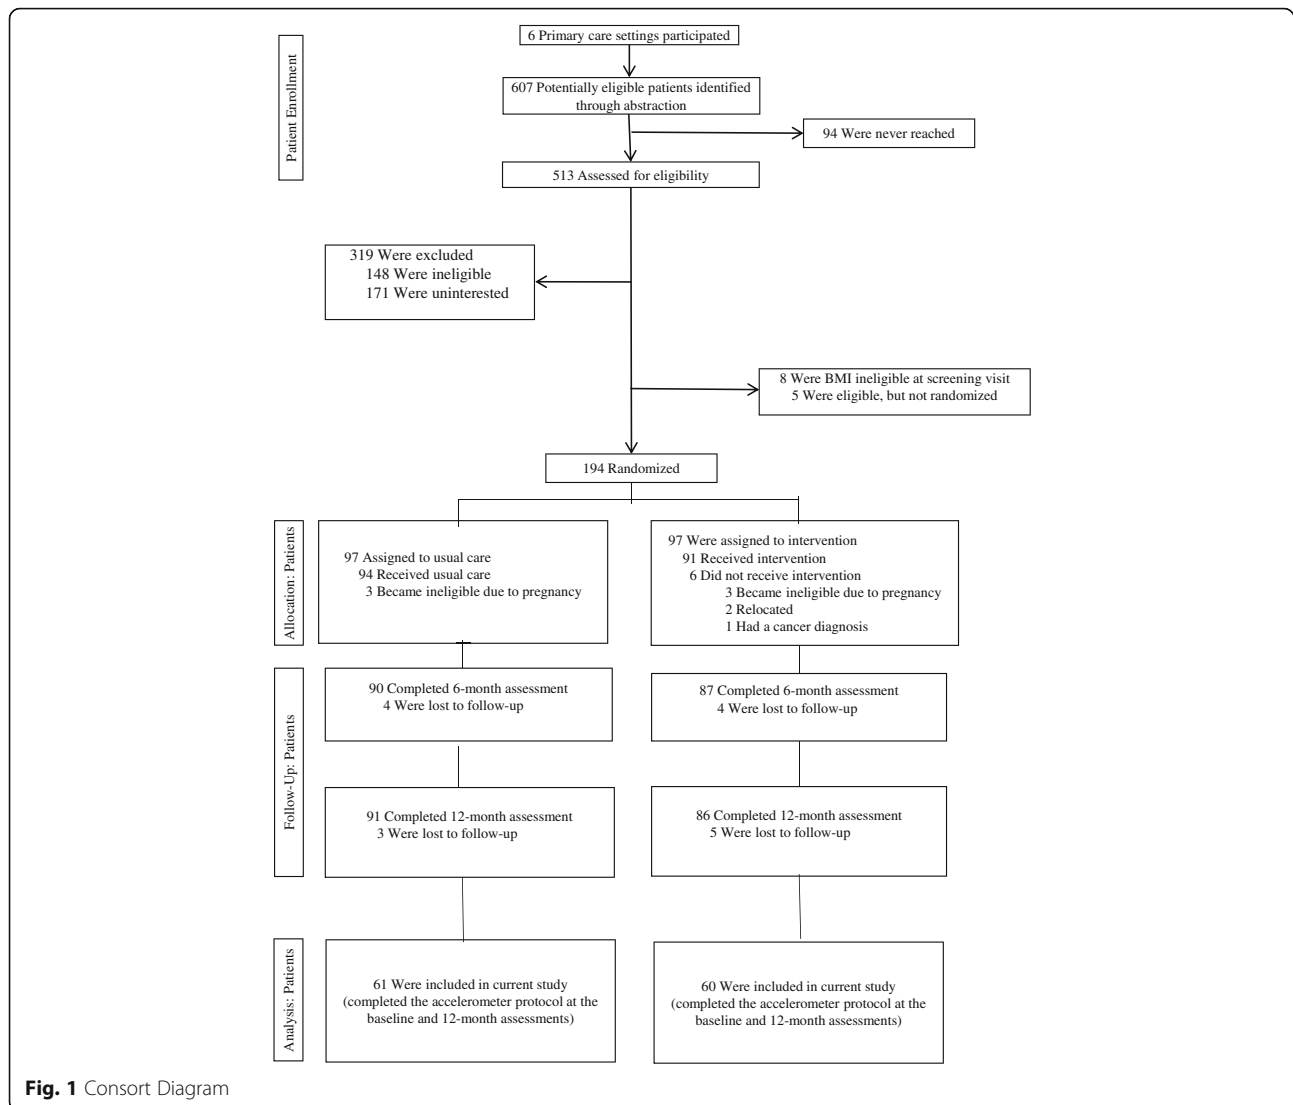 6 Primary care settings participated
Patient Enrollment
607 Potentially eligible patients identified
through abstraction
94 Were never reached
513 Assessed for eligibility
319 Were excluded
148 Were ineligible
171 Were uninterested
8 Were BMI ineligible at screening visit
5 Were eligible, but not randomized
194 Randomized
Allocation: Patients
97 Assigned to usual care
94 Received usual care
3 Became ineligible due to pregnancy
97 Were assigned to intervention
91 Received intervention
6 Did not receive intervention
3 Became ineligible due to pregnancy
2 Relocated
1 Had a cancer diagnosis
Follow-Up: Patients
90 Completed 6-month assessment
4 Were lost to follow-up
87 Completed 6-month assessment
4 Were lost to follow-up
91 Completed 12-month assessment
3 Were lost to follow-up
86 Completed 12-month assessment
5 Were lost to follow-up
Analysis: Patients
61 Were included in current study
(completed the accelerometer protocol at the
baseline and 12-month assessments)
60 Were included in current study
(completed the accelerometer protocol at the
baseline and 12-month assessments)
Fig. 1 Consort Diagram